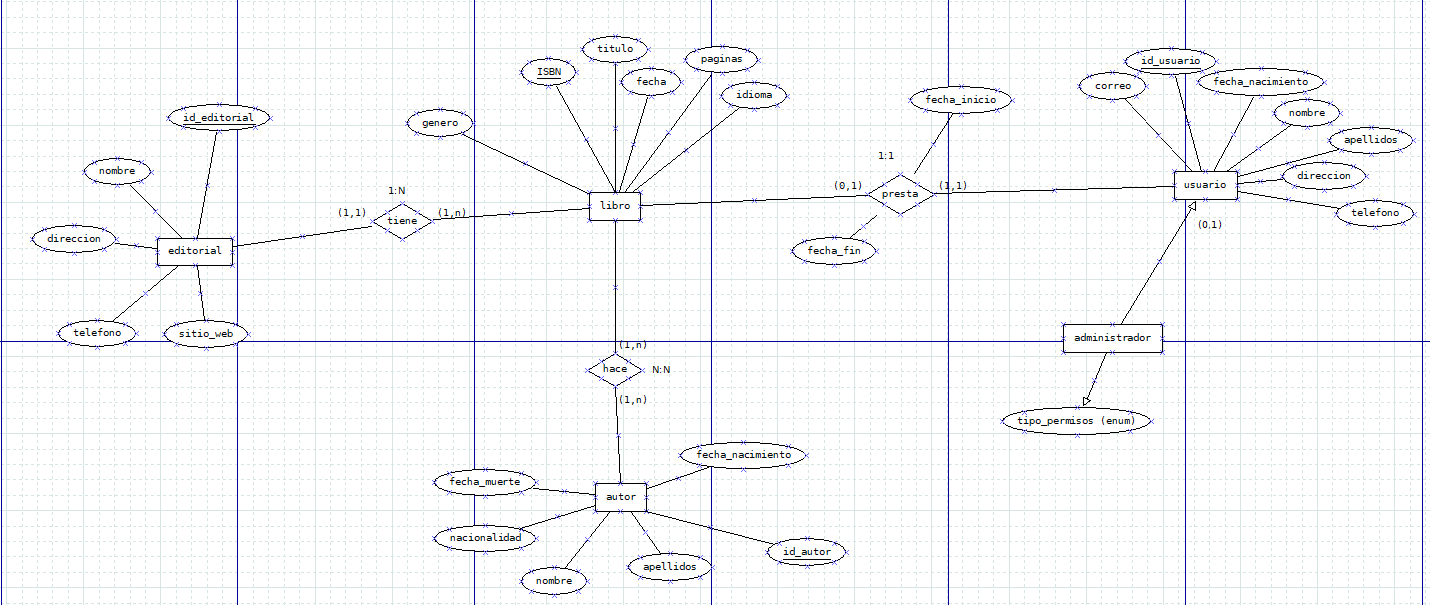 titulo
paginas
ISBN
fecha
idioma
genero
id_usuario
correo
fecha_nacimiento
fecha_inicio
nombre
apellidos
direccion
telefono
id_editorial
nombre
direccion
editorial
telefono
sitio_web
1:N
(1,1)
tiene
(1,n)
libro
1:1
(0,1)
presta
(1,1)
fecha_fin
usuario
(0,1)
administrador
tipo_permisos (enum)
(1,n)
hace
N:N
(1,n)
fecha_nacimiento
fecha_muerte
autor
nacionalidad
nombre
apellidos
id_autor